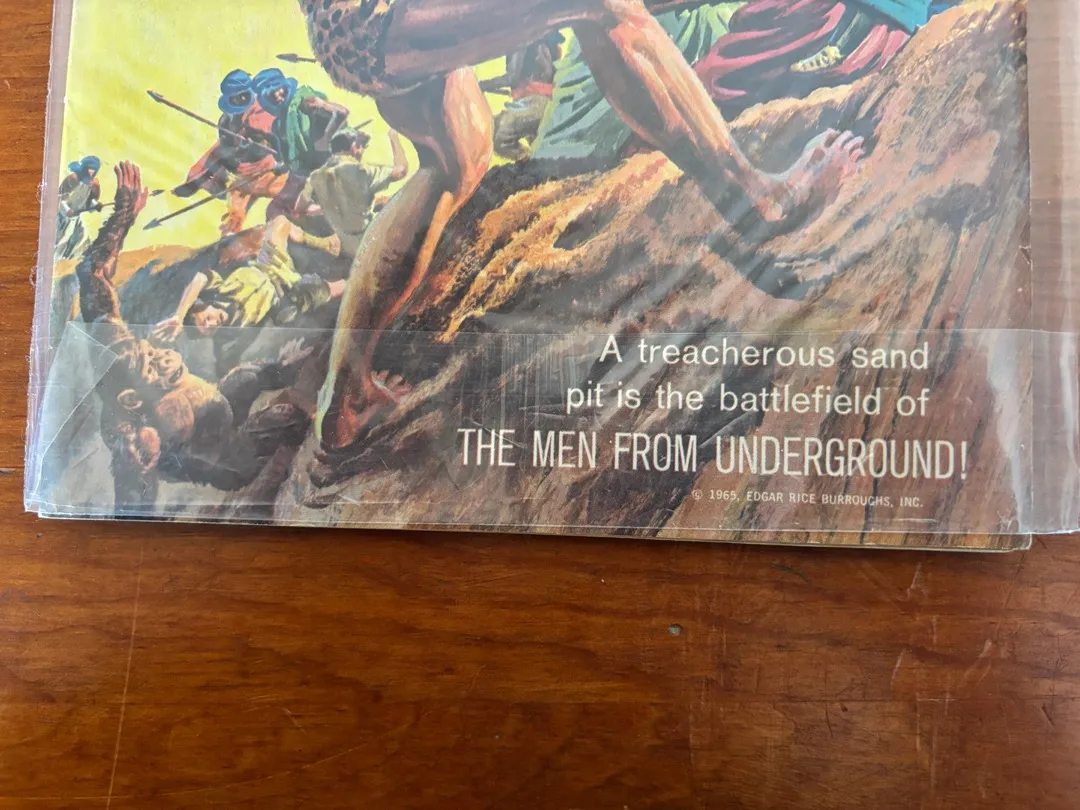 A treacherous sand
pit is the battlefield of
THE MEN FROM UNDERGROUND!
© 1965, EDGAR RICE BURROUGHS, INC.